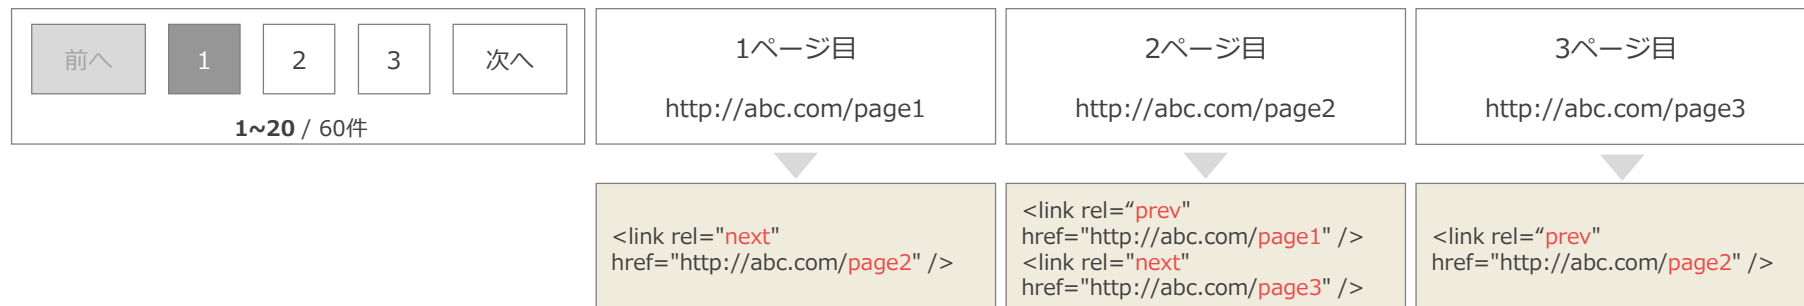 前へ 1 2 3 次へ
1~20 / 60件
1ページ目
http://abc.com/page1
2ページ目
http://abc.com/page2
3ページ目
http://abc.com/page3
<link rel="next"
href="http://abc.com/page2" />
<link rel=“prev"
href="http://abc.com/page1" />
<link rel="next"
href="http://abc.com/page3" />
<link rel=“prev"
href="http://abc.com/page2" />